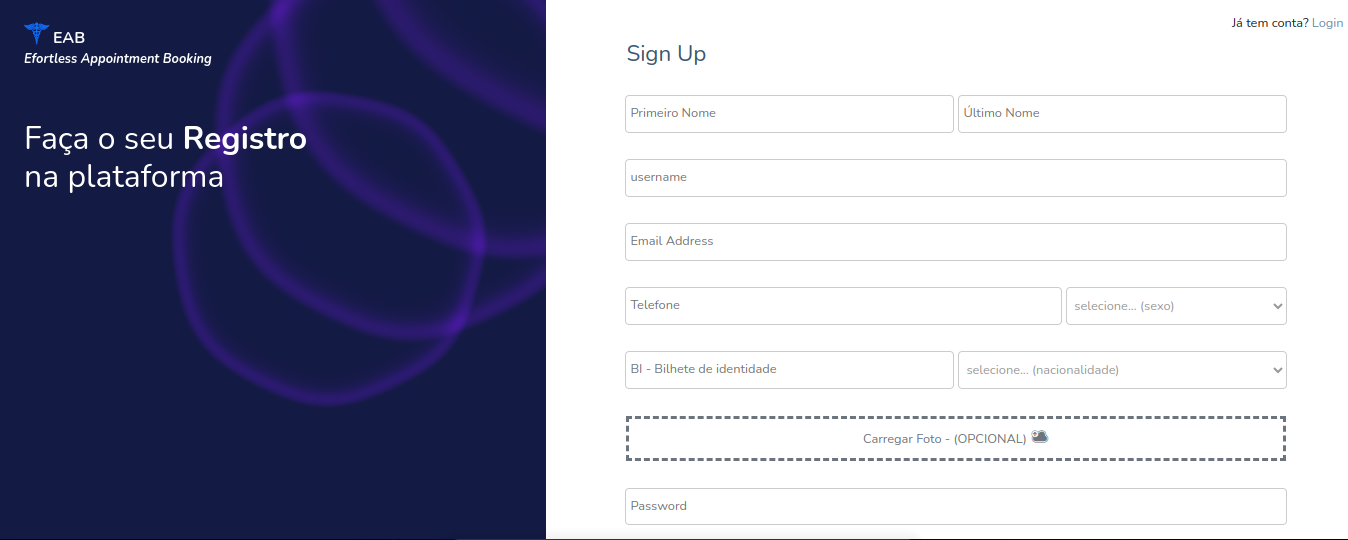 EAB
Efortless Appointment Booking
Faça o seu Registro
na plataforma
Já tem conta? Login
Sign Up
Primeiro Nome
Último Nome
username
Email Address
Telefone
selecione... (sexo)
BI - Bilhete de identidade
selecione... (nacionalidade)
Carregar Foto - (OPCIONAL)
Password